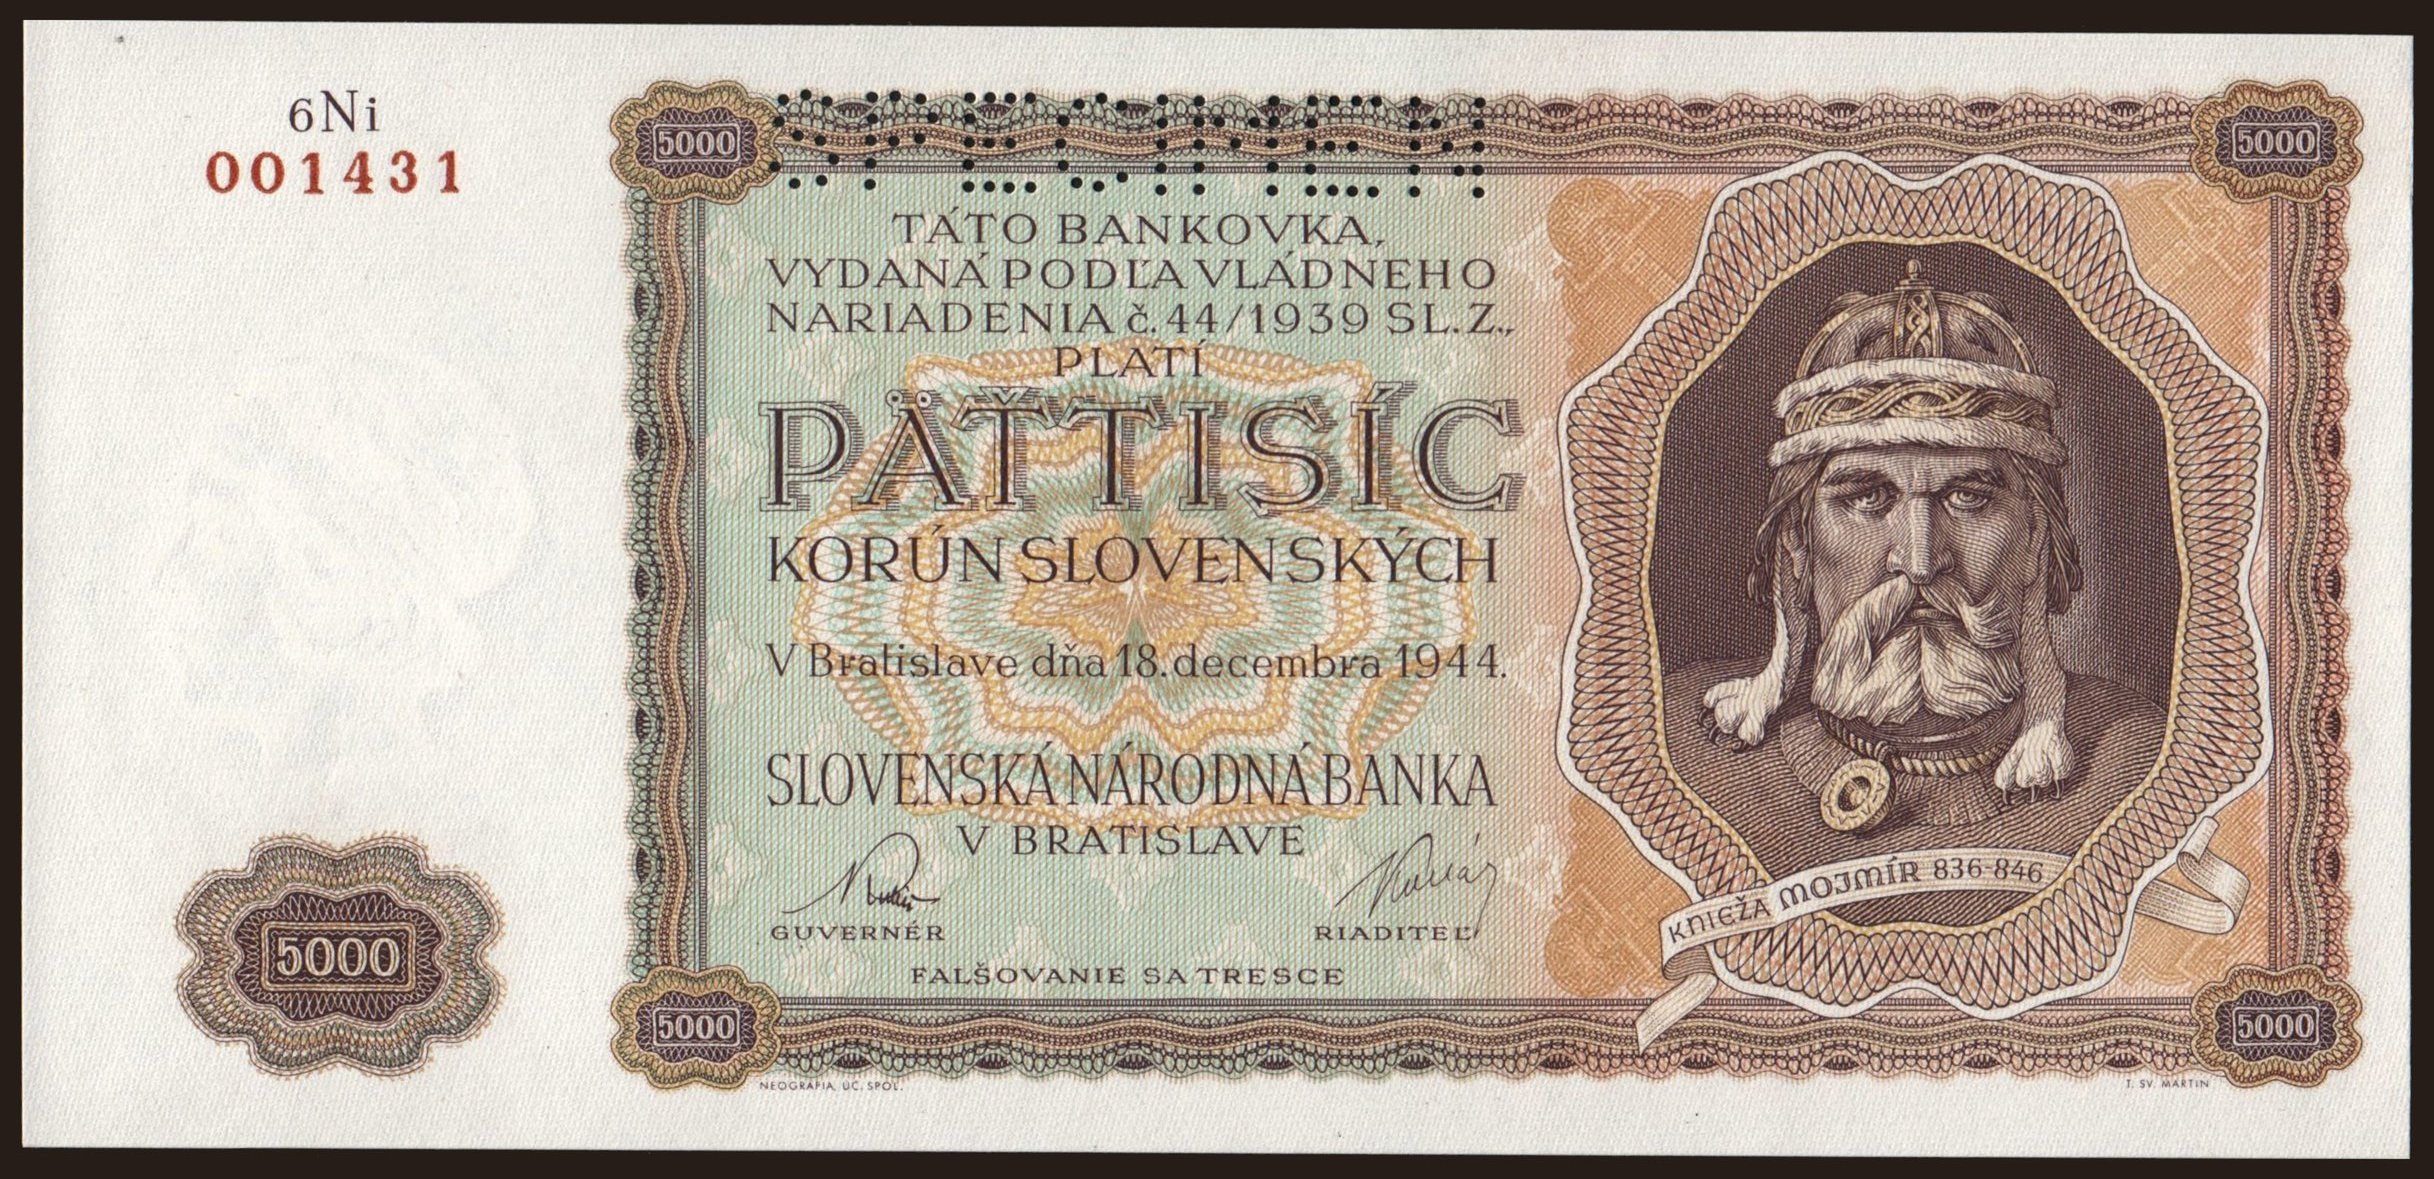 6Ni
001431
5000
5000
SPECIMEN
TÁTO BANKOVKA,
VYDANÁ PODĽA VLÁDNEHO
NARIADENIA č. 44/1939 SL. Z.,
PLATÍ
PÄŤTISÍC
KORÚN SLOVENSKÝCH
V Bratislave dňa 18. decembra 1944.
SLOVENSKÁ NÁRODNÁ BANKA
V BRATISLAVE
GUVERNÉR
RIADITEĽ
FALŠOVANIE SA TRESCE
KNIEŽA MOJMÍR 836-846
5000
5000
5000
NEOGRAFIA, ÚČ. SPOL.
T. SV. MARTIN